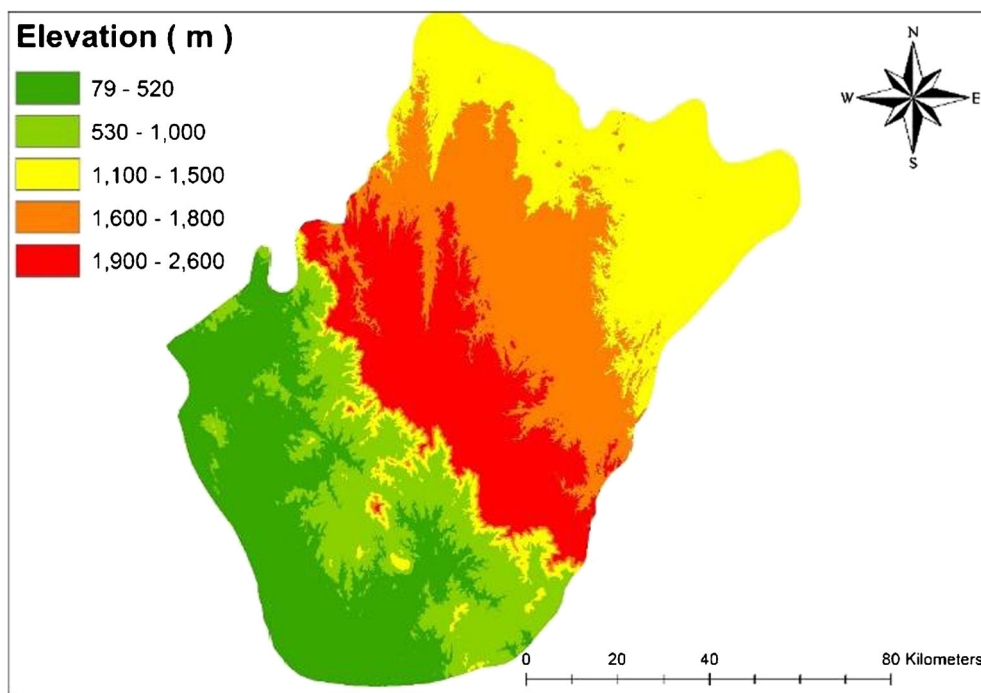 Elevation ( m )
79 - 520
530 - 1,000
1,100 - 1,500
1,600 - 1,800
1,900 - 2,600
N
W E
S
0 20 40 80 Kilometers